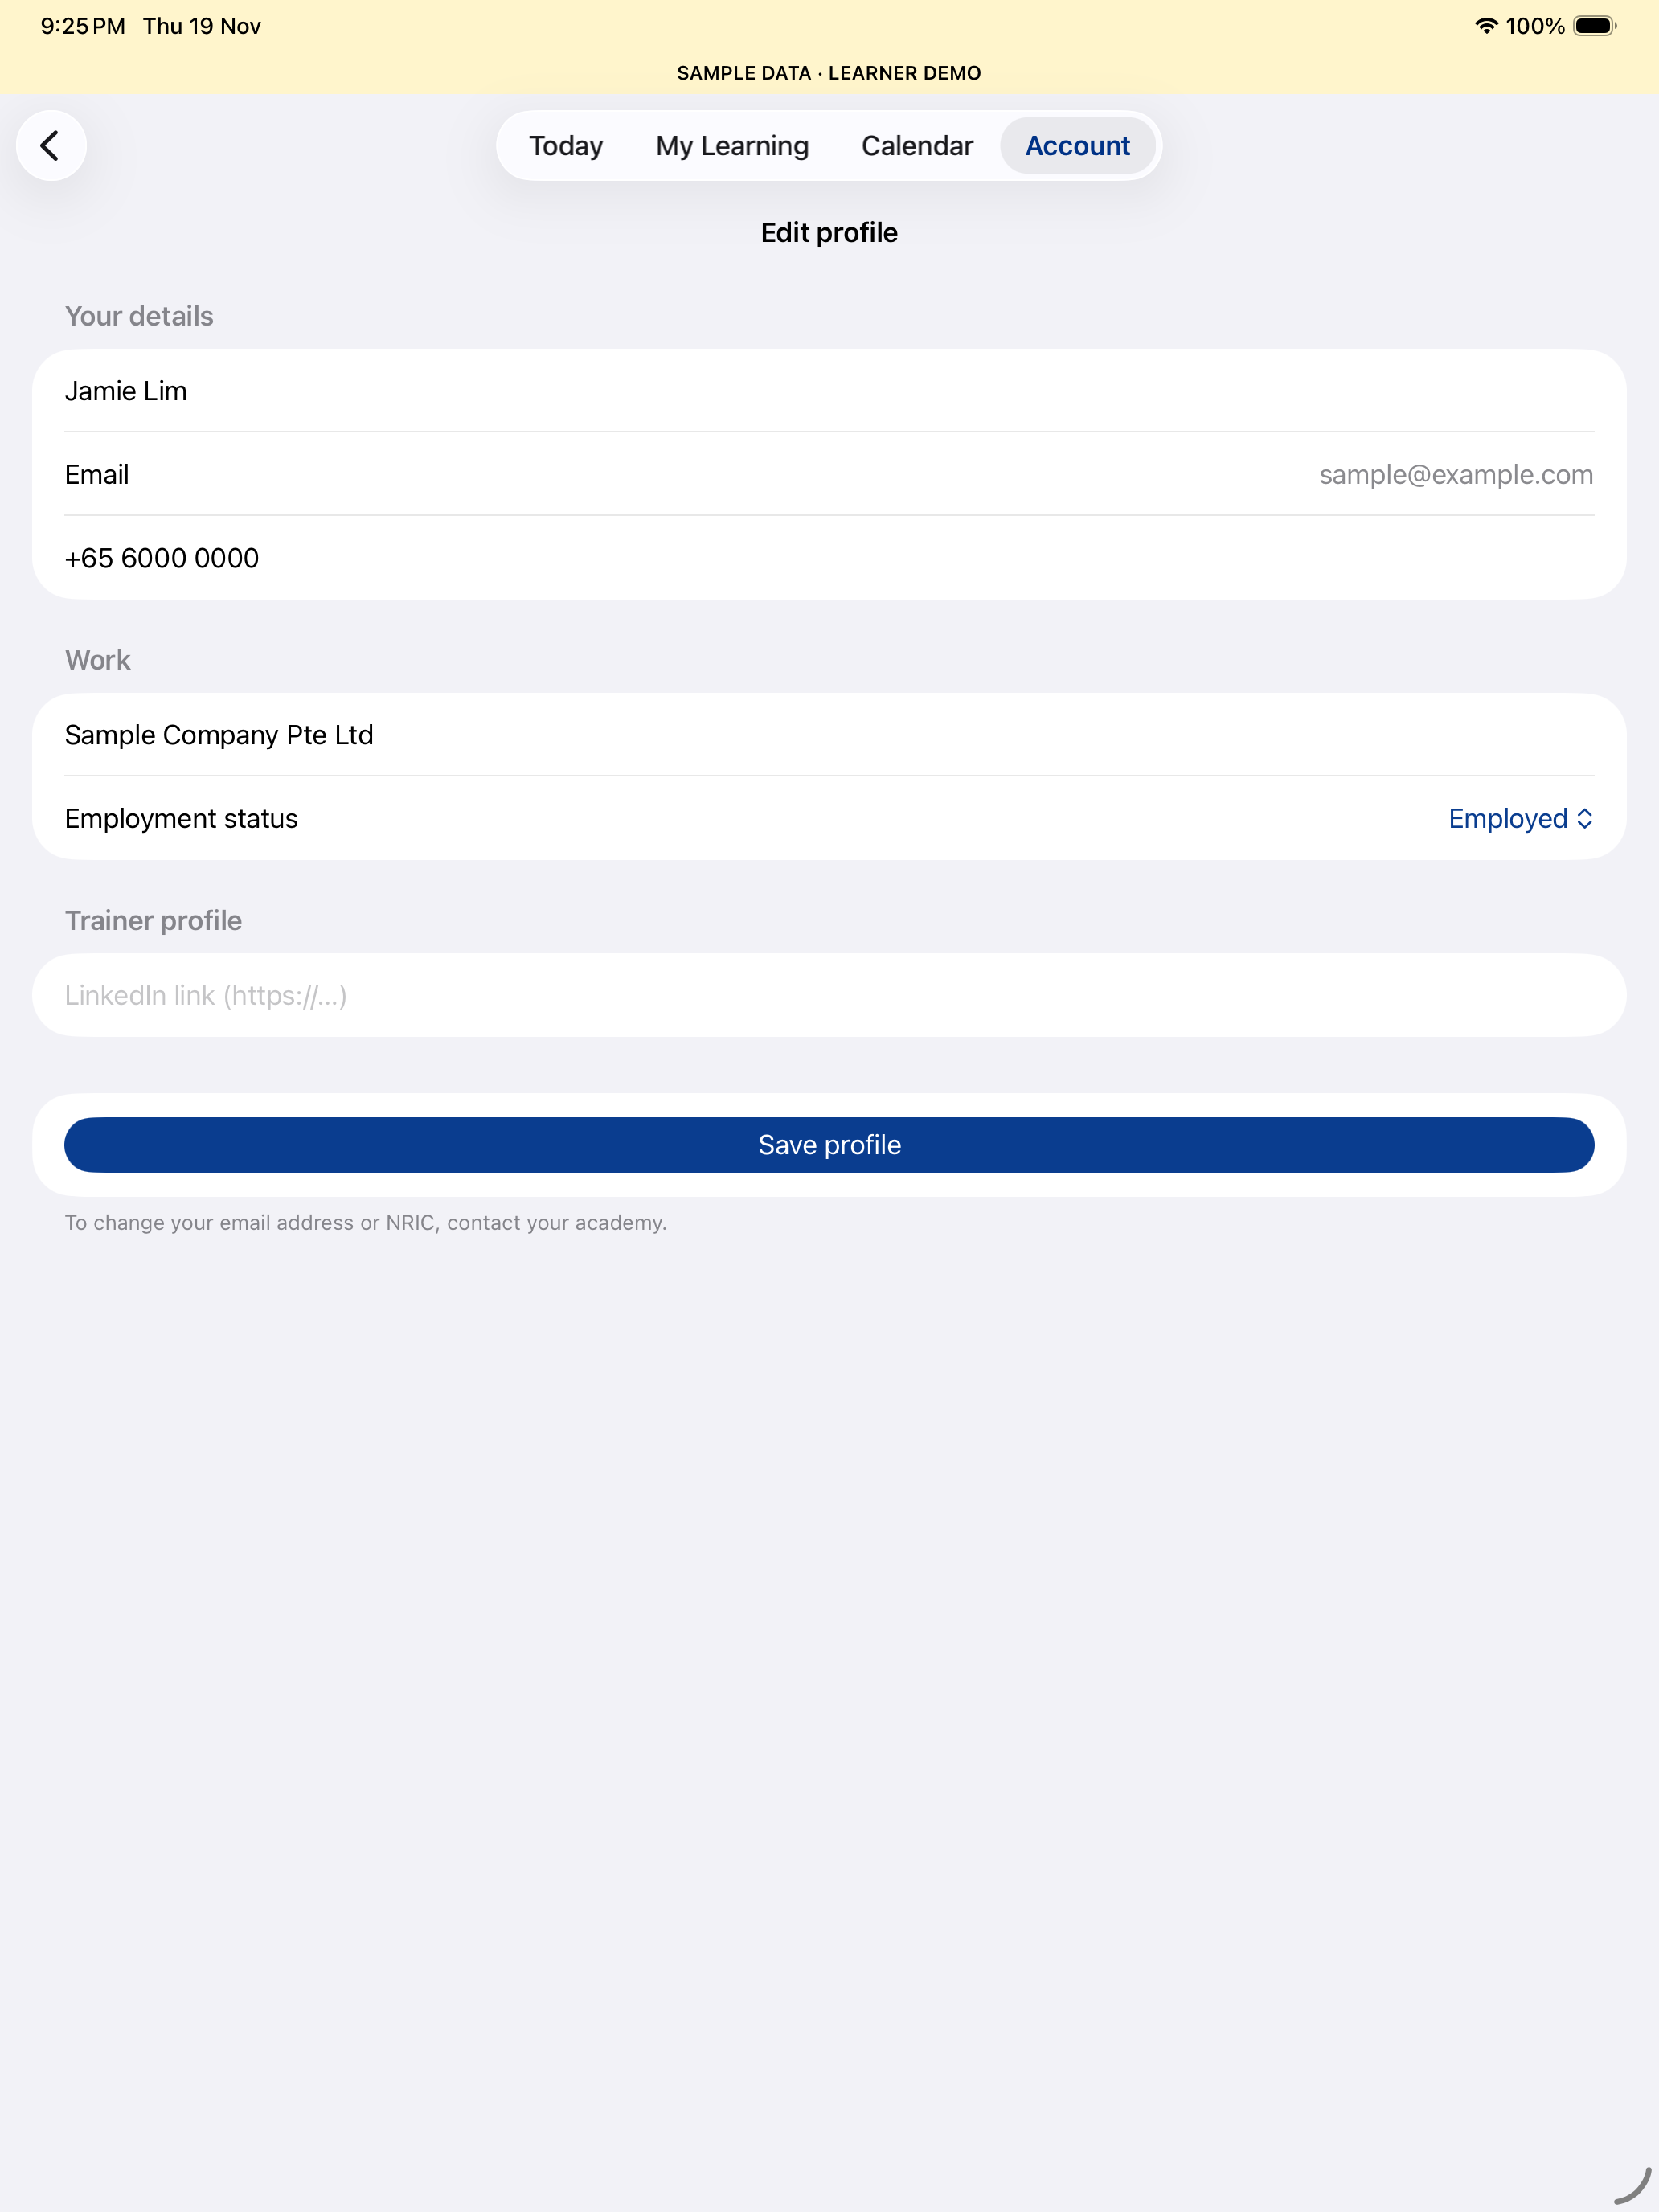 9:25 PM Thu 19 Nov 100%
SAMPLE DATA · LEARNER DEMO
Today My Learning Calendar Account
Edit profile
Your details
Jamie Lim
Email sample@example.com
+65 6000 0000
Work
Sample Company Pte Ltd
Employment status Employed
Trainer profile
LinkedIn link (https://...)
Save profile
To change your email address or NRIC, contact your academy.